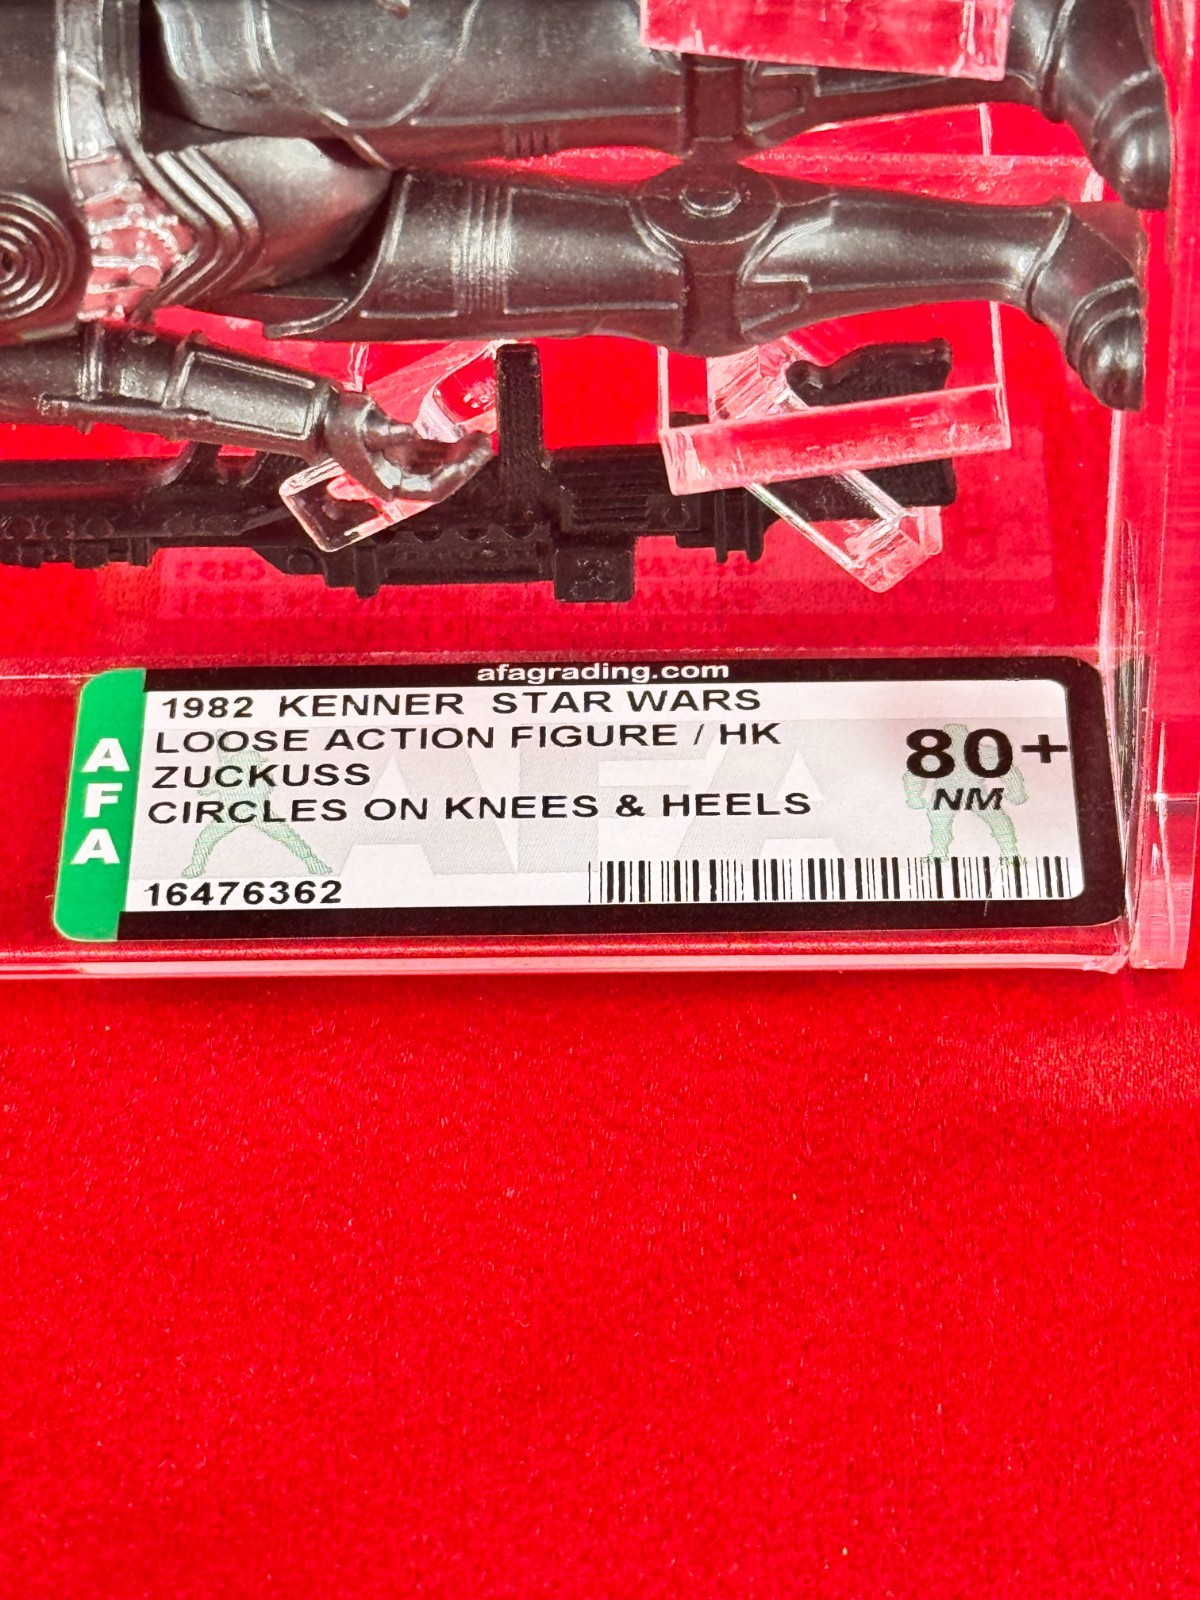 afagrading.com
AFA
1982 KENNER STAR WARS
LOOSE ACTION FIGURE / HK
ZUCKUSS
CIRCLES ON KNEES & HEELS
80+
NM
16476362